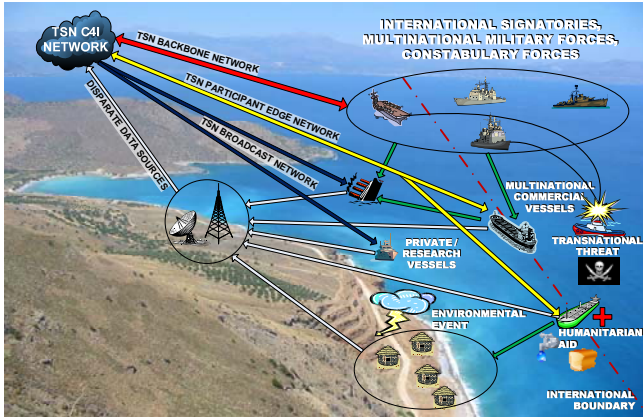 TSN C4I
NETWORK
INTERNATIONAL SIGNATORIES,
MULTINATIONAL MILITARY FORCES,
CONSTABULARY FORCES
TSN BACKBONE NETWORK
TSN PARTICIPANT EDGE NETWORK
TSN BROADCAST NETWORK
DISPARATE DATA SOURCES
MULTINATIONAL
COMMERCIAL
VESSELS
TRANSNATIONAL
THREAT
PRIVATE /
RESEARCH
VESSELS
ENVIRONMENTAL
EVENT
HUMANITARIAN
AID
INTERNATIONAL
BOUNDARY